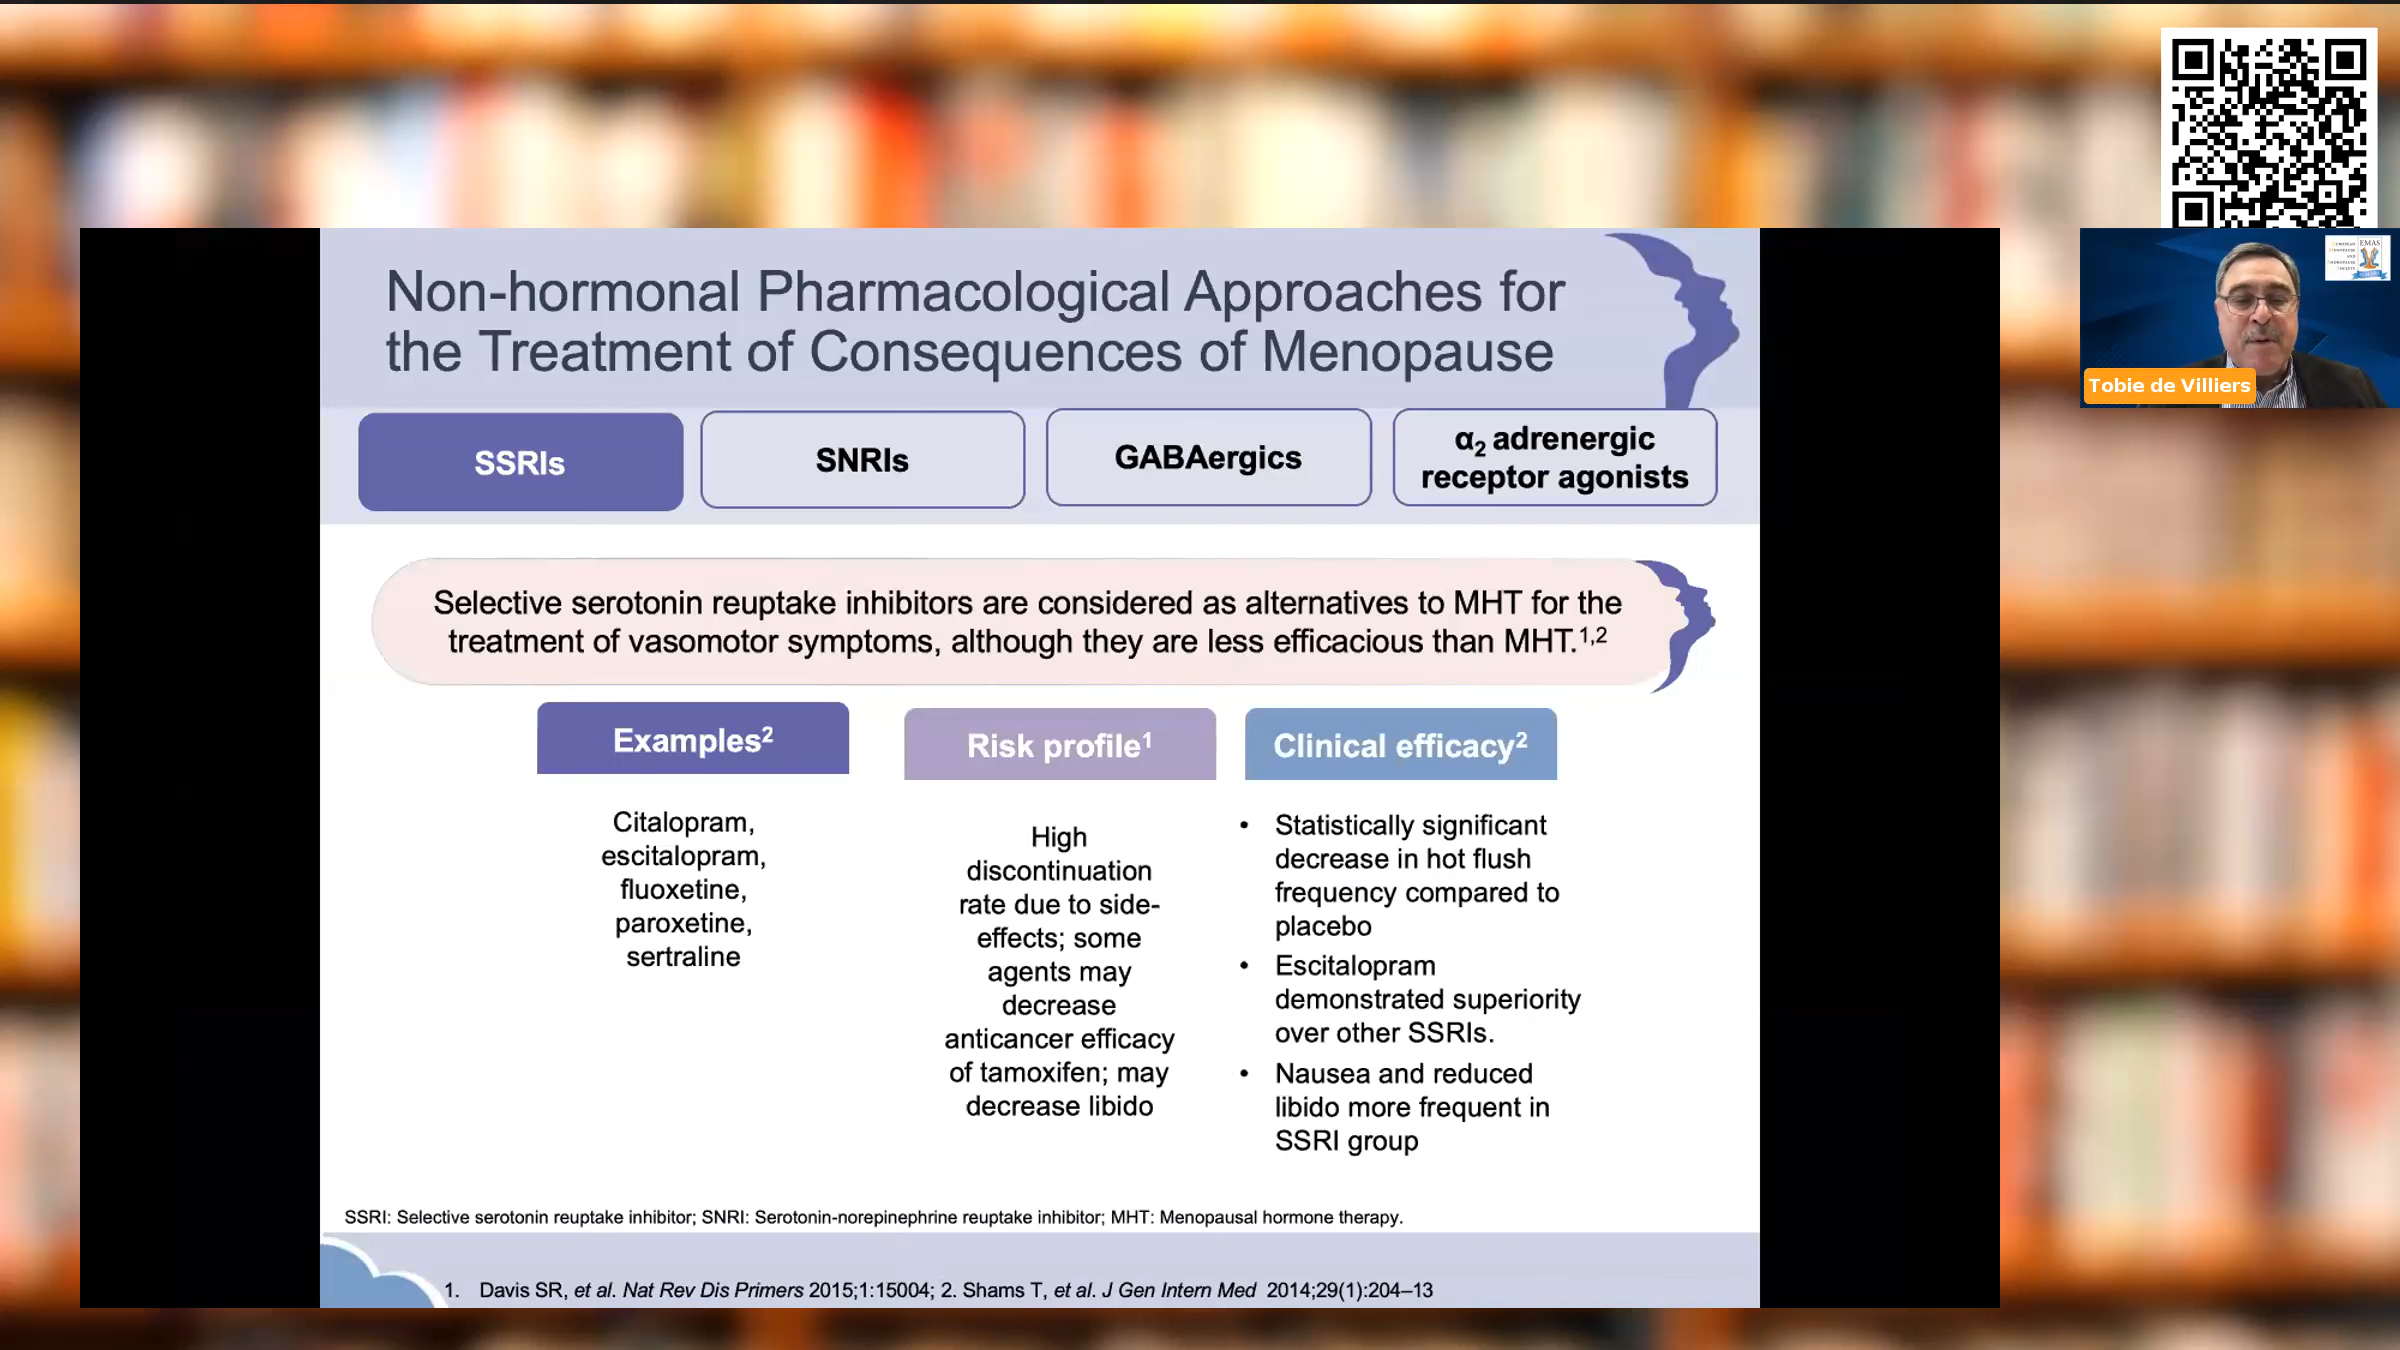 Non-hormonal Pharmacological Approaches for
the Treatment of Consequences of Menopause
SSRIs
SNRIs
GABAergics
α2 adrenergic
receptor agonists
Selective serotonin reuptake inhibitors are considered as alternatives to MHT for the
treatment of vasomotor symptoms, although they are less efficacious than MHT.1,2
Examples2
Citalopram,
escitalopram,
fluoxetine,
paroxetine,
sertraline
Risk profile1
High
discontinuation
rate due to side-
effects; some
agents may
decrease
anticancer efficacy
of tamoxifen; may
decrease libido
Clinical efficacy2
• Statistically significant
decrease in hot flush
frequency compared to
placebo
• Escitalopram
demonstrated superiority
over other SSRIs.
• Nausea and reduced
libido more frequent in
SSRI group
SSRI: Selective serotonin reuptake inhibitor; SNRI: Serotonin-norepinephrine reuptake inhibitor; MHT: Menopausal hormone therapy.
1. Davis SR, et al. Nat Rev Dis Primers 2015;1:15004; 2. Shams T, et al. J Gen Intern Med 2014;29(1):204–13
EMAS
Tobie de Villiers